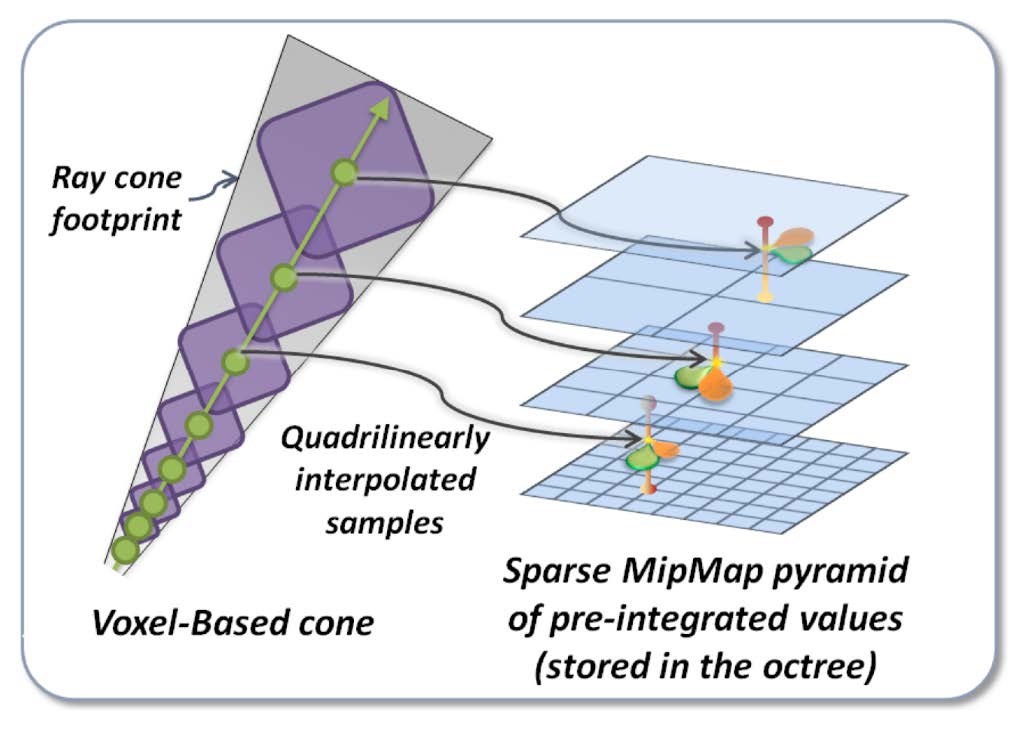 Ray cone
footprint
Quadrilinearly
interpolated
samples
Voxel-Based cone
Sparse MipMap pyramid
of pre-integrated values
(stored in the octree)